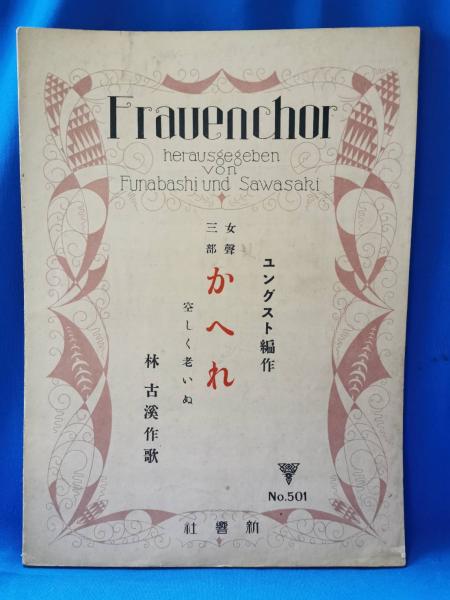 Frauenchor
herausgegeben
von
Funabashi und Sawasaki
ユングスト編作
女聲
三部
かへれ
空しく老いぬ
林古溪作歌
No.501
新響社